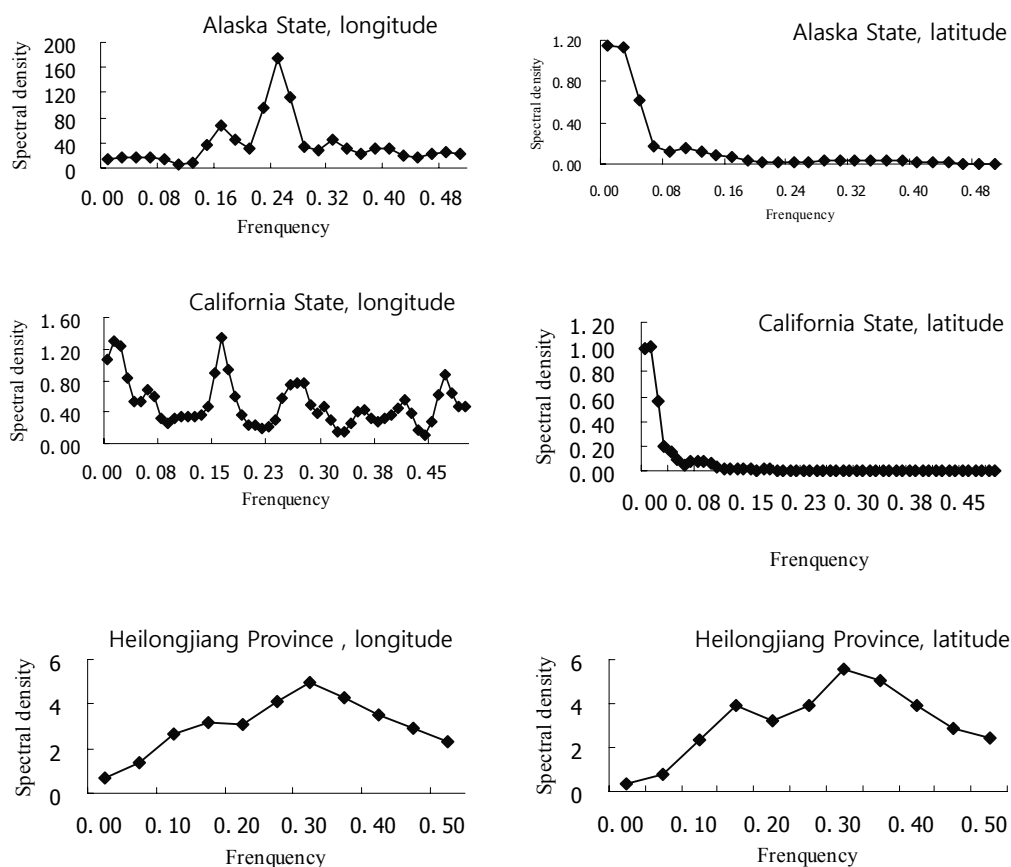 Alaska State, longitude
Spectral density
200
160
120
80
40
0
0. 00 0. 08 0. 16 0. 24 0. 32 0. 40 0. 48
Frenquency
Alaska State, latitude
Spectral density
1.20
0.80
0.40
0.00
0. 00 0. 08 0. 16 0. 24 0. 32 0. 40 0. 48
Frenquency
California State, longitude
Spectral density
1.60
1.20
0.80
0.40
0.00
0. 00 0. 08 0. 15 0. 23 0. 30 0. 38 0. 45
Frenquency
California State, latitude
Spectral density
1. 20
1. 00
0. 80
0. 60
0. 40
0. 20
0. 00
0. 00 0. 08 0. 15 0. 23 0. 30 0. 38 0. 45
Frenquency
Heilongjiang Province , longitude
Spectral density
6
4
2
0
0. 00 0. 10 0. 20 0. 30 0. 40 0. 50
Frenquency
Heilongjiang Province, latitude
Spectral density
6
4
2
0
0. 00 0. 10 0. 20 0. 30 0. 40 0. 50
Frenquency